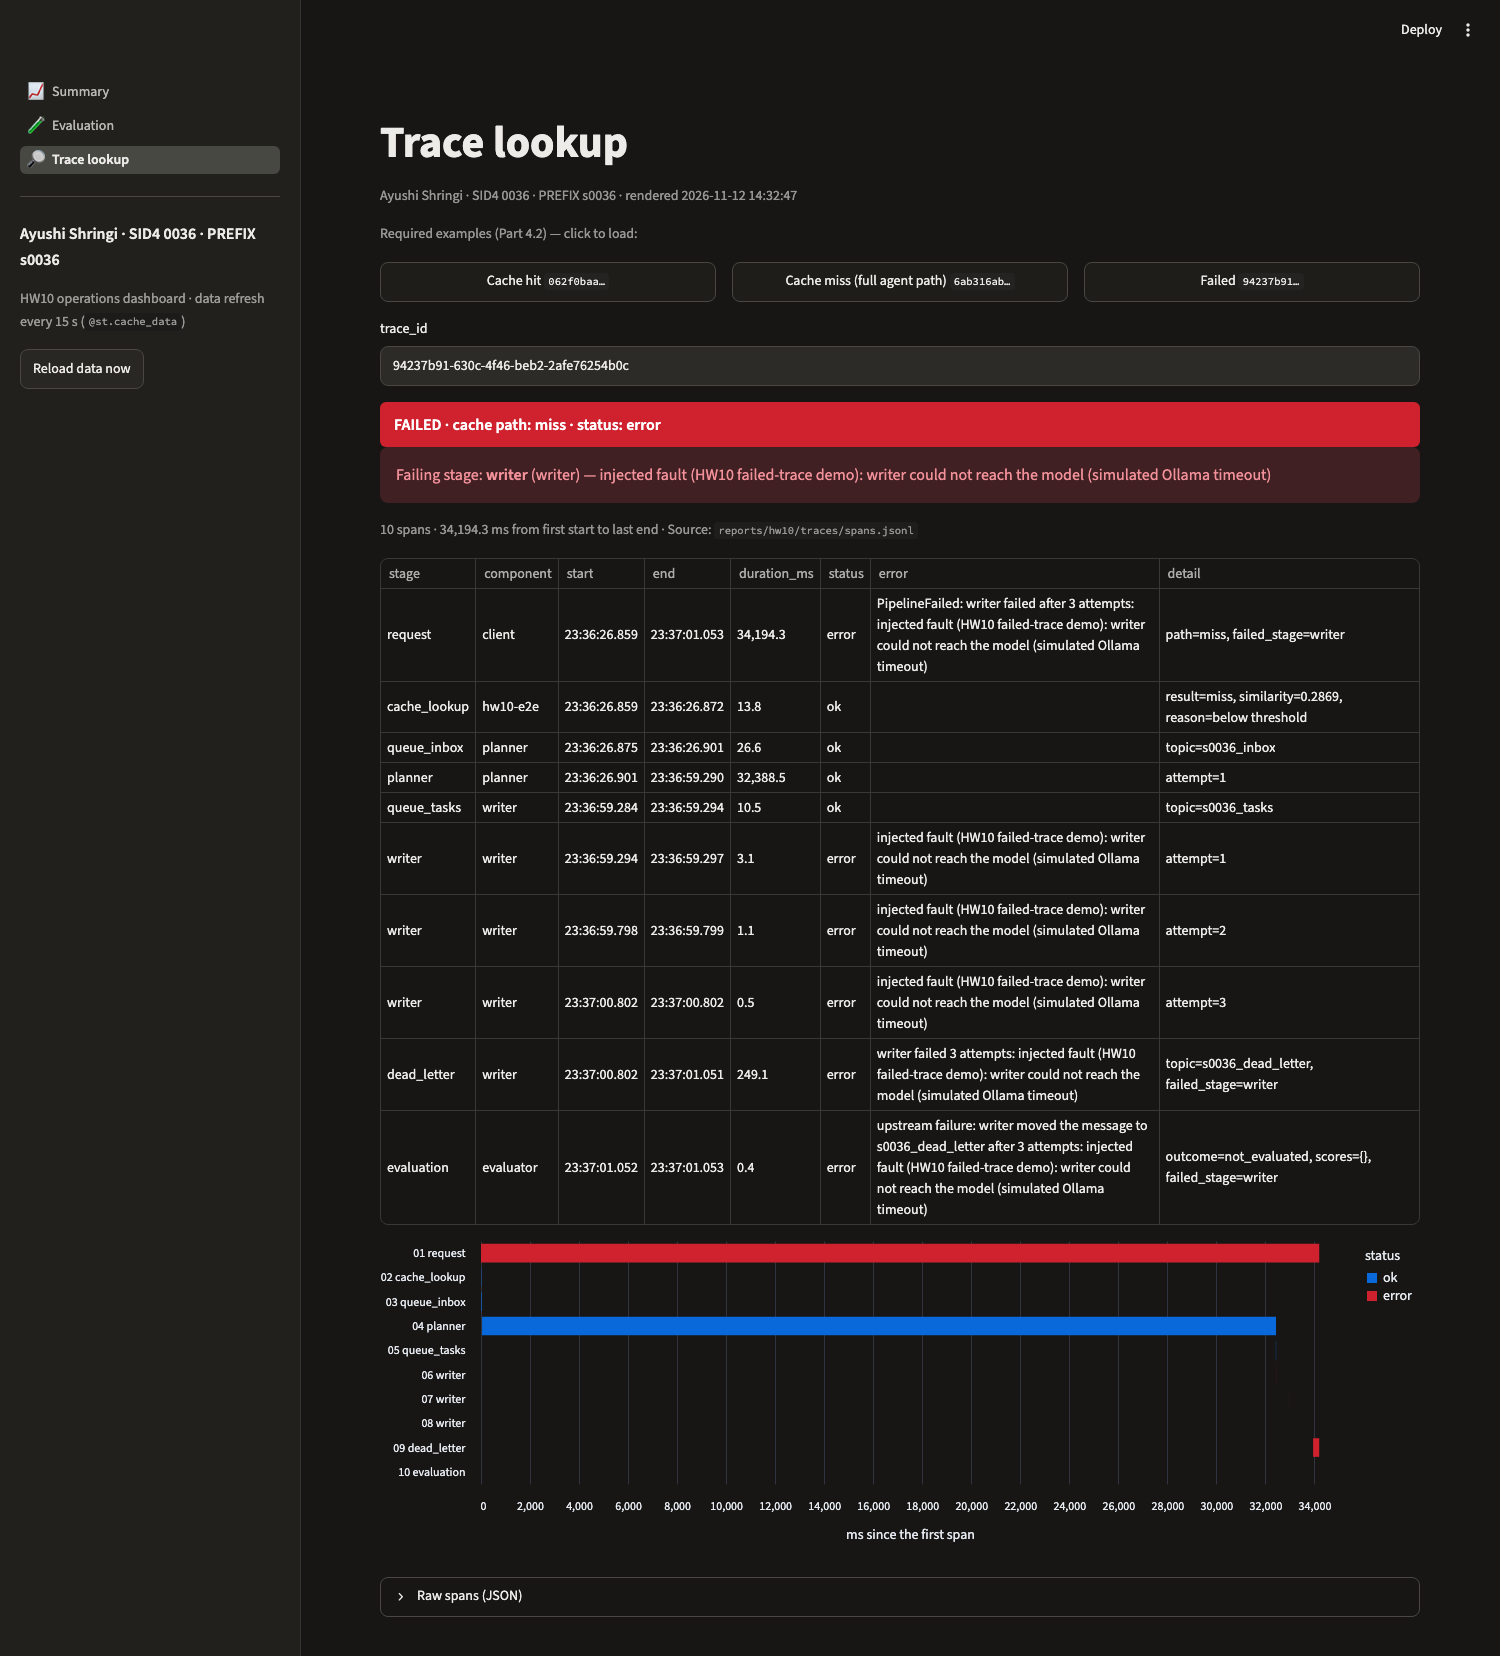 Deploy
Summary
Evaluation
Trace lookup
Ayushi Shringi · SID4 0036 · PREFIX
s0036
HW10 operations dashboard · data refresh
every 15 s ( @st.cache_data )
Reload data now
Trace lookup
Ayushi Shringi · SID4 0036 · PREFIX s0036 · rendered 2026-11-12 14:32:47
Required examples (Part 4.2) — click to load:
Cache hit 062f0baa…
Cache miss (full agent path) 6ab316ab…
Failed 94237b91…
trace_id
94237b91-630c-4f46-beb2-2afe76254b0c
FAILED · cache path: miss · status: error
Failing stage: writer (writer) — injected fault (HW10 failed-trace demo): writer could not reach the model (simulated Ollama timeout)
10 spans · 34,194.3 ms from first start to last end · Source: reports/hw10/traces/spans.jsonl
stage component start end duration_ms status error detail
request client 23:36:26.859 23:37:01.053 34,194.3 error PipelineFailed: writer failed after 3 attempts:
injected fault (HW10 failed-trace demo): writer
could not reach the model (simulated Ollama
timeout)
path=miss, failed_stage=writer
cache_lookup hw10-e2e 23:36:26.859 23:36:26.872 13.8 ok result=miss, similarity=0.2869,
reason=below threshold
queue_inbox planner 23:36:26.875 23:36:26.901 26.6 ok topic=s0036_inbox
planner planner 23:36:26.901 23:36:59.290 32,388.5 ok attempt=1
queue_tasks writer 23:36:59.284 23:36:59.294 10.5 ok topic=s0036_tasks
writer writer 23:36:59.294 23:36:59.297 3.1 error injected fault (HW10 failed-trace demo): writer
could not reach the model (simulated Ollama
timeout)
attempt=1
writer writer 23:36:59.798 23:36:59.799 1.1 error injected fault (HW10 failed-trace demo): writer
could not reach the model (simulated Ollama
timeout)
attempt=2
writer writer 23:37:00.802 23:37:00.802 0.5 error injected fault (HW10 failed-trace demo): writer
could not reach the model (simulated Ollama
timeout)
attempt=3
dead_letter writer 23:37:00.802 23:37:01.051 249.1 error writer failed 3 attempts: injected fault (HW10
failed-trace demo): writer could not reach the
model (simulated Ollama timeout)
topic=s0036_dead_letter,
failed_stage=writer
evaluation evaluator 23:37:01.052 23:37:01.053 0.4 error upstream failure: writer moved the message to
s0036_dead_letter after 3 attempts: injected
fault (HW10 failed-trace demo): writer could
not reach the model (simulated Ollama
timeout)
outcome=not_evaluated, scores={},
failed_stage=writer
01 request
02 cache_lookup
03 queue_inbox
04 planner
05 queue_tasks
06 writer
07 writer
08 writer
09 dead_letter
10 evaluation
status
ok
error
0 2,000 4,000 6,000 8,000 10,000 12,000 14,000 16,000 18,000 20,000 22,000 24,000 26,000 28,000 30,000 32,000 34,000
ms since the first span
Raw spans (JSON)